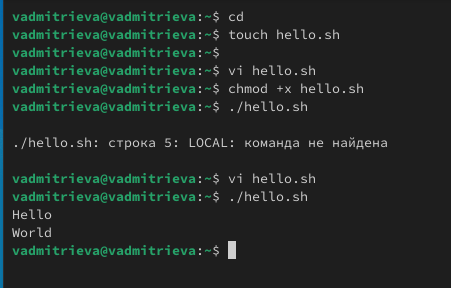 vadmitrieva@vadmitrieva:~$ cd
vadmitrieva@vadmitrieva:~$ touch hello.sh
vadmitrieva@vadmitrieva:~$
vadmitrieva@vadmitrieva:~$ vi hello.sh
vadmitrieva@vadmitrieva:~$ chmod +x hello.sh
vadmitrieva@vadmitrieva:~$ ./hello.sh
./hello.sh: строка 5: LOCAL: команда не найдена
vadmitrieva@vadmitrieva:~$ vi hello.sh
vadmitrieva@vadmitrieva:~$ ./hello.sh
Hello
World
vadmitrieva@vadmitrieva:~$